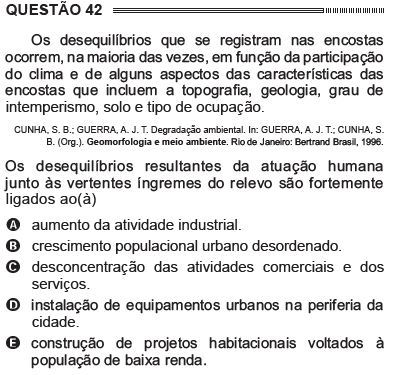 QUESTÃO 42
Os desequilíbrios que se registram nas encostas
ocorrem, na maioria das vezes, em função da participação
do clima e de alguns aspectos das características das
encostas que incluem a topografia, geologia, grau de
intemperismo, solo e tipo de ocupação.
CUNHA, S. B.; GUERRA, A. J. T. Degradação ambiental. In: GUERRA, A. J. T.; CUNHA, S.
B. (Org.). Geomorfologia e meio ambiente. Rio de Janeiro: Bertrand Brasil, 1996.
Os desequilíbrios resultantes da atuação humana
junto às vertentes íngremes do relevo são fortemente
ligados ao(à)
A aumento da atividade industrial.
B crescimento populacional urbano desordenado.
C desconcentração das atividades comerciais e dos
serviços.
D instalação de equipamentos urbanos na periferia da
cidade.
E construção de projetos habitacionais voltados à
população de baixa renda.